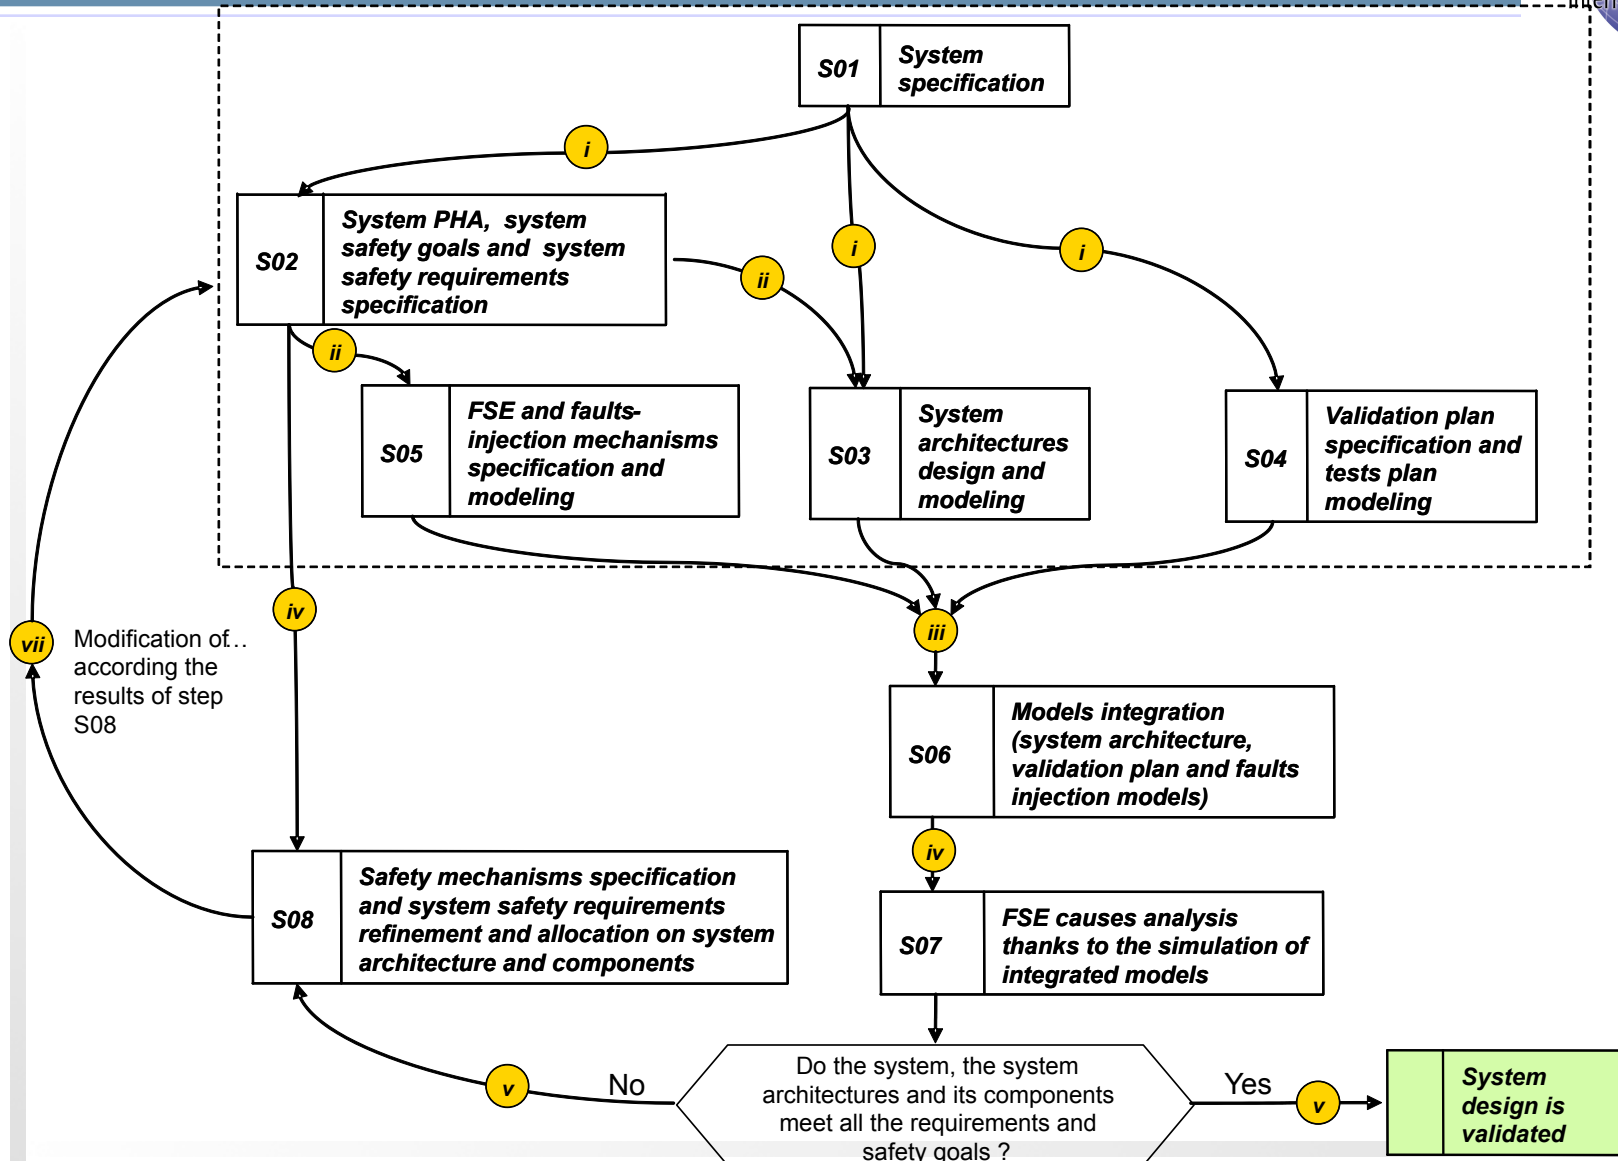 S01
System
specification
i
i
i
S02
System PHA, system
safety goals and system
safety requirements
specification
ii
ii
S05
FSE and faults-
injection mechanisms
specification and
modeling
S03
System
architectures
design and
modeling
S04
Validation plan
specification and
tests plan
modeling
iv
iii
vii
Modification of…
according the
results of step
S08
S06
Models integration
(system architecture,
validation plan and faults
injection models)
iv
S08
Safety mechanisms specification
and system safety requirements
refinement and allocation on system
architecture and components
S07
FSE causes analysis
thanks to the simulation of
integrated models
v
No
Do the system, the system
architectures and its components
meet all the requirements and
safety goals ?
Yes
v
System
design is
validated